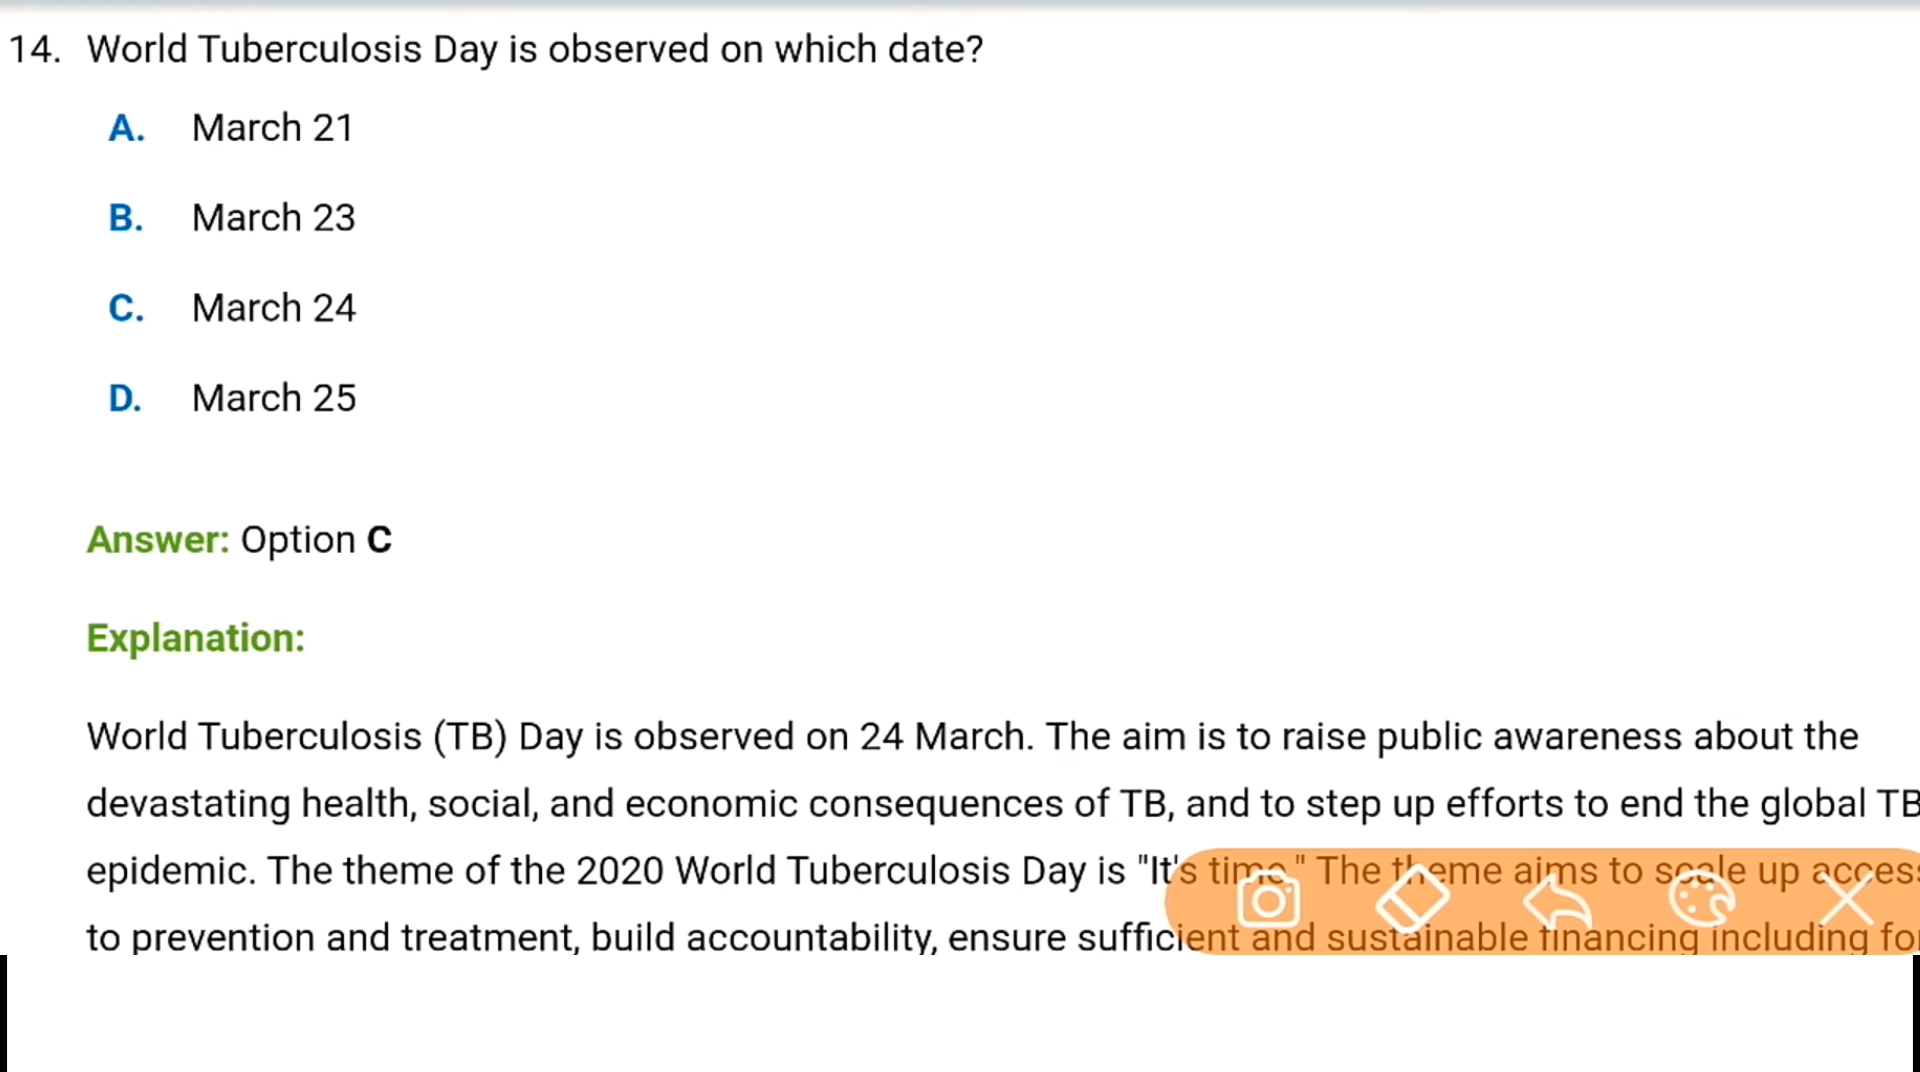 14. World Tuberculosis Day is observed on which date?
A. March 21
B. March 23
C. March 24
D. March 25
Answer: Option C
Explanation:
World Tuberculosis (TB) Day is observed on 24 March. The aim is to raise public awareness about the
devastating health, social, and economic consequences of TB, and to step up efforts to end the global TB
epidemic. The theme of the 2020 World Tuberculosis Day is "It's time." The theme aims to scale up acces
to prevention and treatment, build accountability, ensure sufficient and sustainable financing including fo